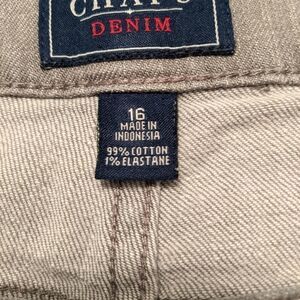 CHAPS
DENIM
16
MADE IN
INDONESIA
99% COTTON
1% ELASTANE